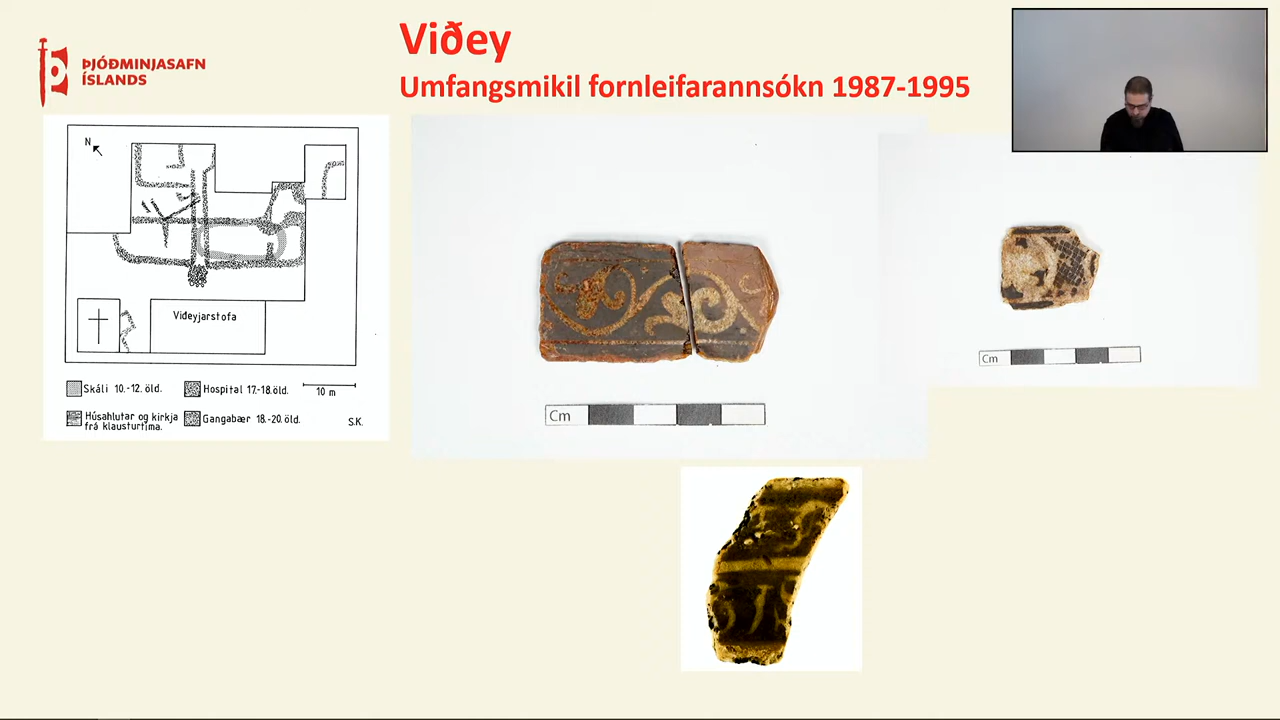 ÞJÓÐMINJASAFN
ÍSLANDS
Viðey
Umfangsmikil fornleifarannsókn 1987-1995
N
Viðeyjarstofa
Skáli 10.-12. öld.
Hospital 17.-18. öld.
10 m
Húsahlutar og kirkja
frá klausturtíma.
Gangabær 18.-20. öld.
S.K.
Cm
Cm